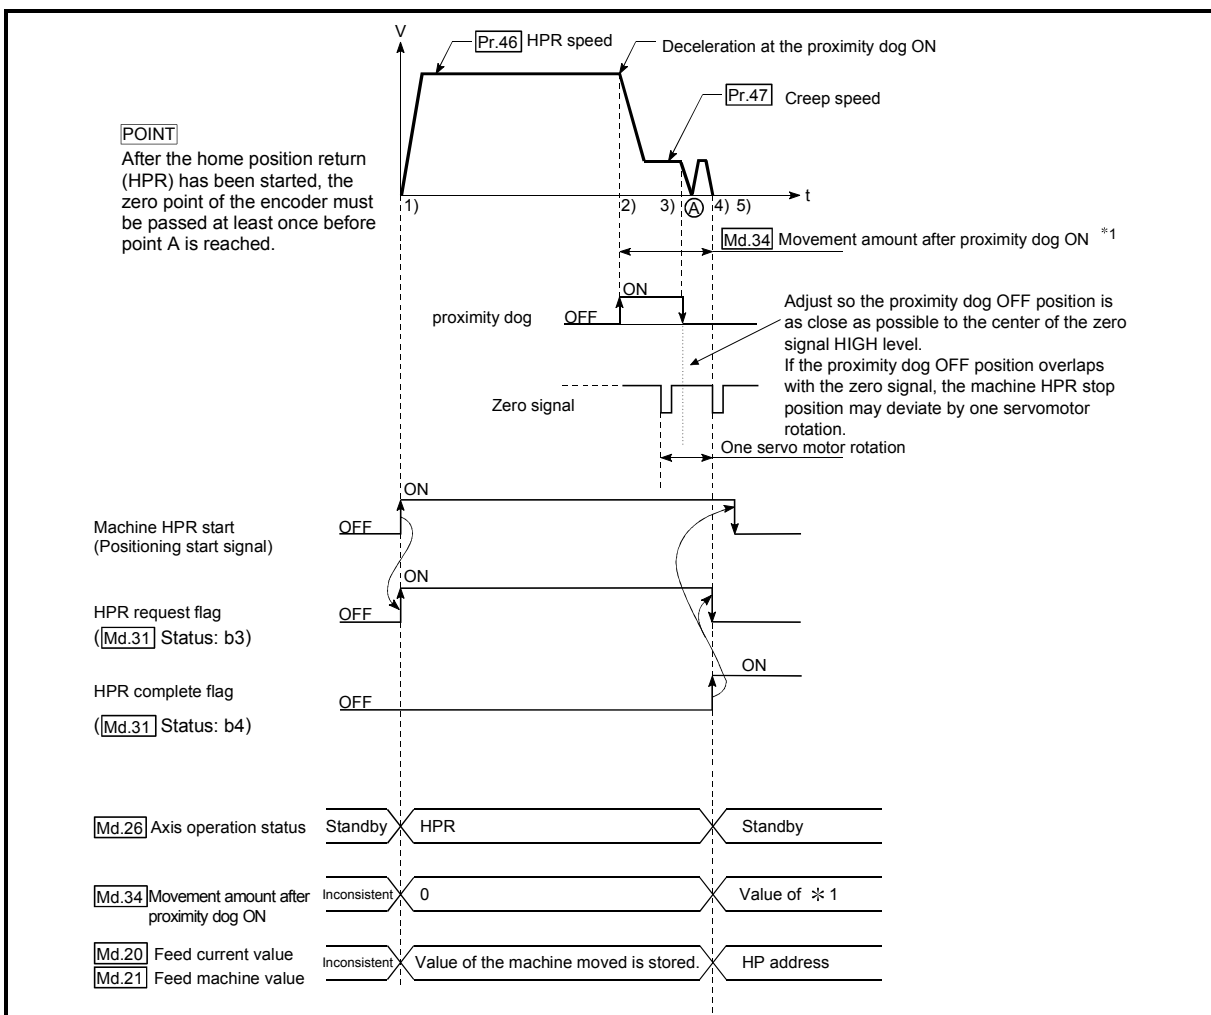 V
Pr.46 HPR speed
Deceleration at the proximity dog ON
Pr.47 Creep speed
POINT
After the home position return
(HPR) has been started, the
zero point of the encoder must
be passed at least once before
point A is reached.
t
1) 2) 3) A 4) 5)
Md.34 Movement amount after proximity dog ON *1
ON
proximity dog OFF
Adjust so the proximity dog OFF position is
as close as possible to the center of the zero
signal HIGH level.
If the proximity dog OFF position overlaps
with the zero signal, the machine HPR stop
position may deviate by one servomotor
rotation.
Zero signal
One servo motor rotation
ON
Machine HPR start
(Positioning start signal)
OFF
ON
HPR request flag
(Md.31 Status: b3)
OFF
ON
HPR complete flag
(Md.31 Status: b4)
OFF
Md.26 Axis operation status Standby HPR Standby
Md.34 Movement amount after
proximity dog ON
Inconsistent 0 Value of *1
Md.20 Feed current value
Md.21 Feed machine value
Inconsistent Value of the machine moved is stored. HP address